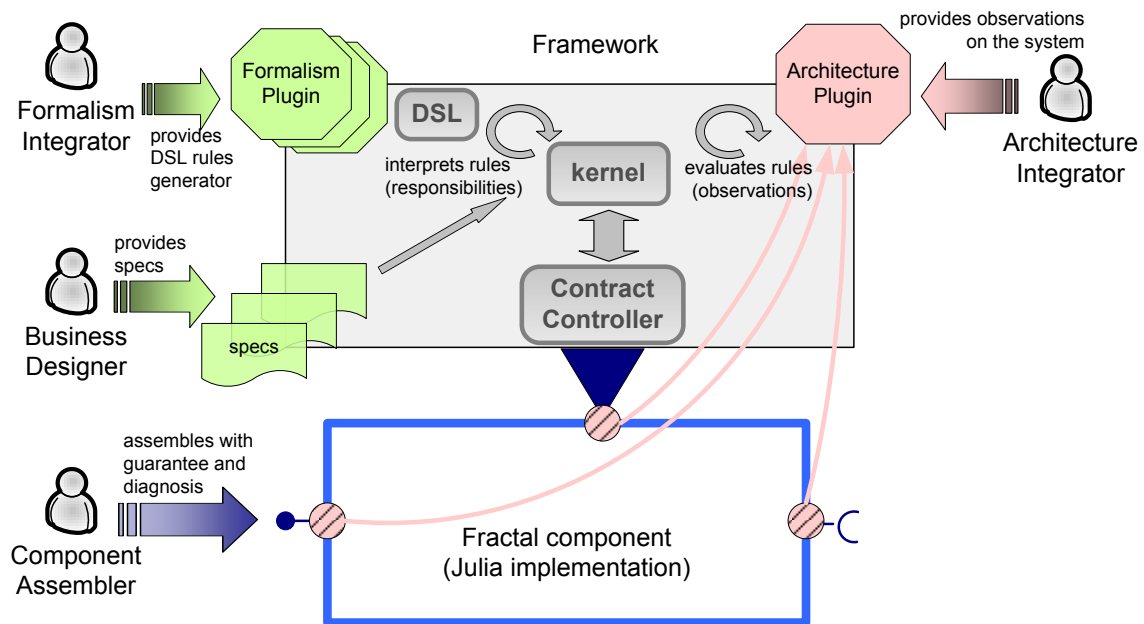 Framework
provides observations
on the system
Formalism
Plugin
Architecture
Plugin
Formalism
Integrator
provides
DSL rules
generator
DSL
interprets rules
(responsibilities)
kernel
evaluates rules
(observations)
Architecture
Integrator
provides
specs
Business
Designer
specs
Contract
Controller
assembles with
guarantee and
diagnosis
Component
Assembler
Fractal component
(Julia implementation)